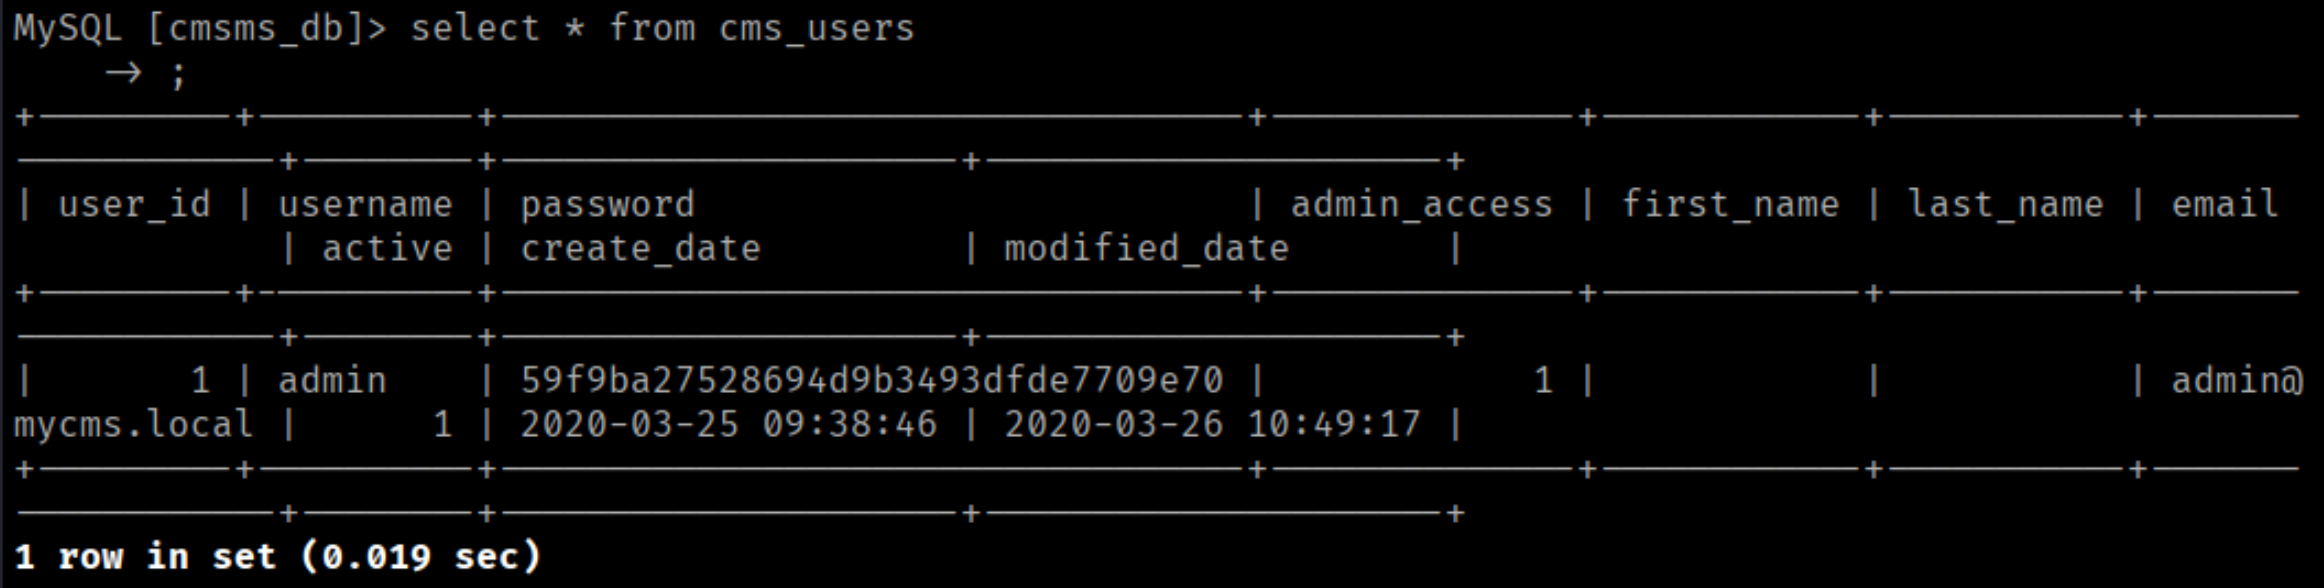 MySQL [cmsms_db]> select * from cms_users
    → ;
+---------+----------+----------------------------------+--------------+------------+-----------+-------
------------+--------+---------------------+---------------------+
| user_id | username | password                         | admin_access | first_name | last_name | email
            | active | create_date         | modified_date       |
+---------+----------+----------------------------------+--------------+------------+-----------+-------
------------+--------+---------------------+---------------------+
|       1 | admin    | 59f9ba27528694d9b3493dfde7709e70 |            1 |            |           | admin@
mycms.local |      1 | 2020-03-25 09:38:46 | 2020-03-26 10:49:17 |
+---------+----------+----------------------------------+--------------+------------+-----------+-------
------------+--------+---------------------+---------------------+
1 row in set (0.019 sec)